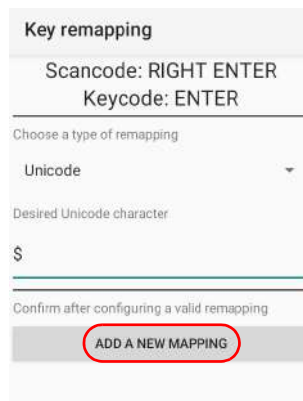 Key remapping
Scancode: RIGHT ENTER
Keycode: ENTER
Choose a type of remapping
Unicode
Desired Unicode character
$
Confirm after configuring a valid remapping
ADD A NEW MAPPING